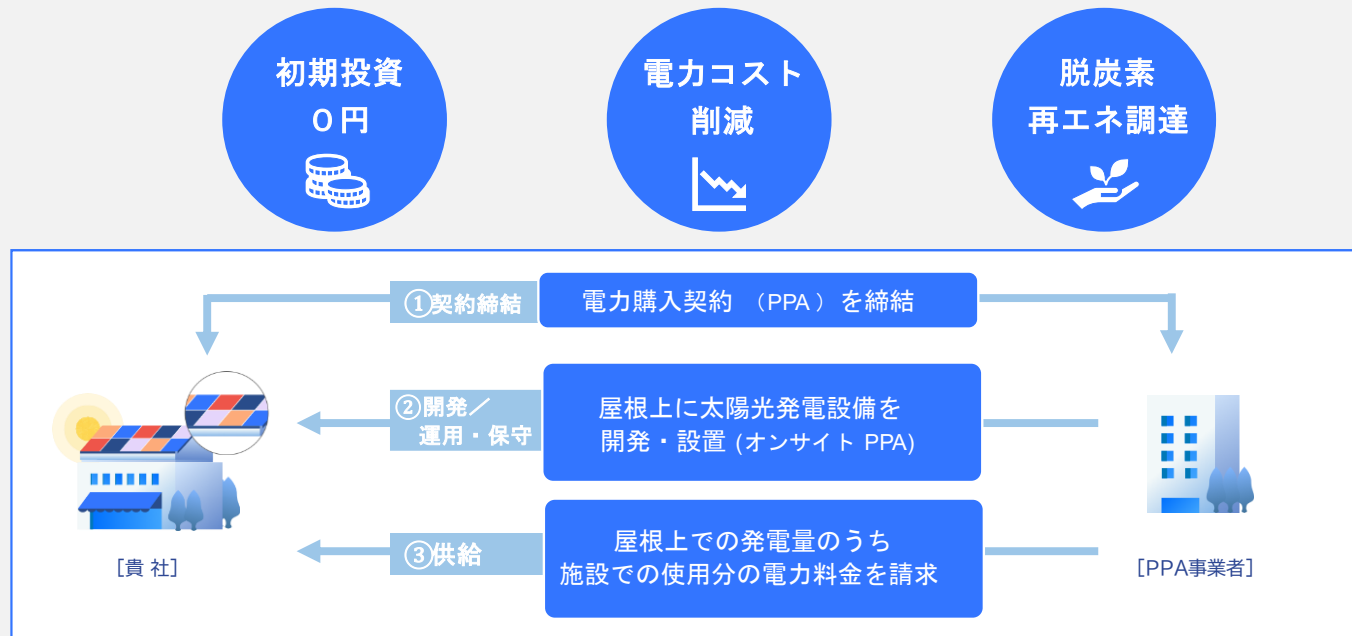 初期投資
０円
電力コスト
削減
脱炭素
再エネ調達
①契約締結
電力購入契約 （PPA ）を締結
②開発／
運用・保守
屋根上に太陽光発電設備を
開発・設置 (オンサイト PPA)
③供給
屋根上での発電量のうち
施設での使用分の電力料金を請求
［貴 社］
［PPA事業者］